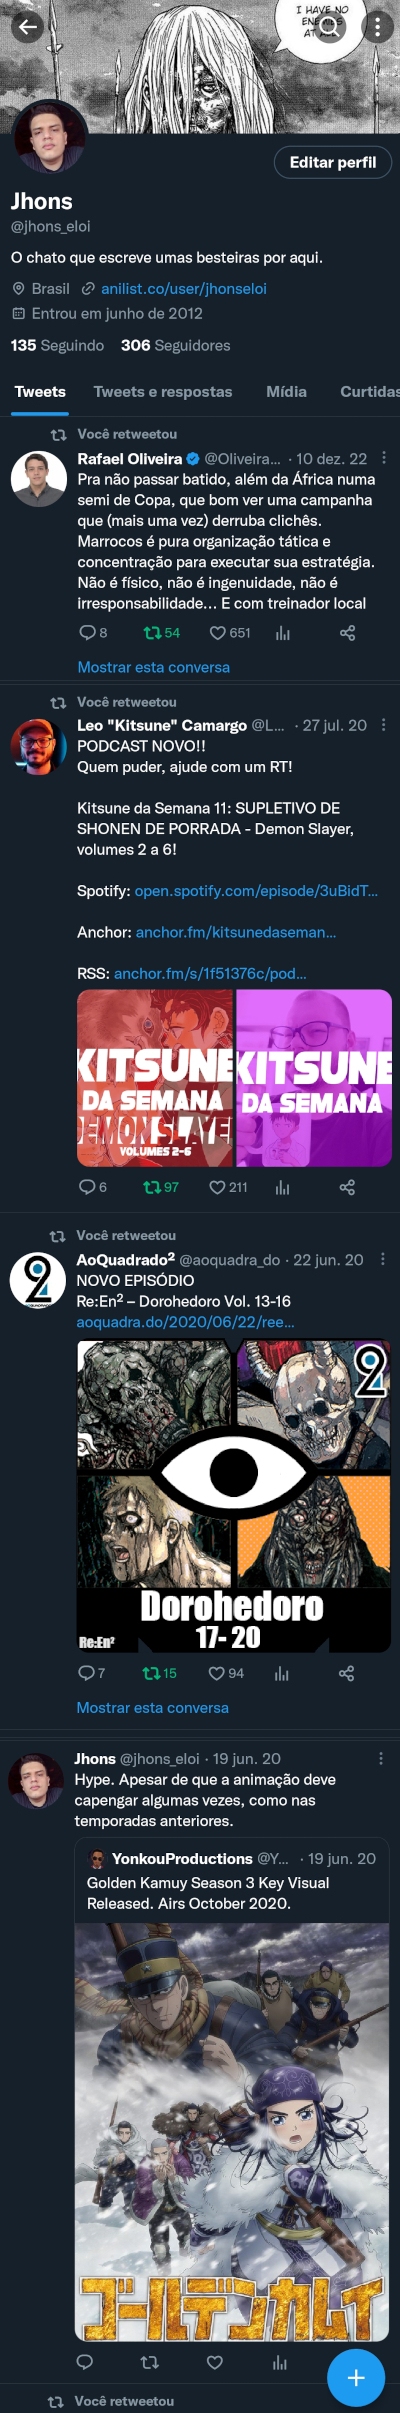 I HAVE NO
ENEMIES
AT ALL
Editar perfil
Jhons
@jhons_eloi
O chato que escreve umas besteiras por aqui.
Brasil anilist.co/user/jhonseloi
Entrou em junho de 2012
135 Seguindo 306 Seguidores
Tweets Tweets e respostas Mídia Curtidas
Você retweetou
Rafael Oliveira @Oliveira... · 10 dez. 22
Pra não passar batido, além da África numa
semi de Copa, que bom ver uma campanha
que (mais uma vez) derruba clichês.
Marrocos é pura organização tática e
concentração para executar sua estratégia.
Não é físico, não é ingenuidade, não é
irresponsabilidade... E com treinador local
8 54 651
Mostrar esta conversa
Você retweetou
Leo "Kitsune" Camargo @L... · 27 jul. 20
PODCAST NOVO!!
Quem puder, ajude com um RT!
Kitsune da Semana 11: SUPLETIVO DE
SHONEN DE PORRADA - Demon Slayer,
volumes 2 a 6!
Spotify: open.spotify.com/episode/3uBidT...
Anchor: anchor.fm/kitsunedaseman...
RSS: anchor.fm/s/1f51376c/pod...
KITSUNE
DA SEMANA
DEMON SLAYER
VOLUMES 2-6
KITSUNE
DA SEMANA
6 97 211
Você retweetou
AoQuadrado² @aoquadra_do · 22 jun. 20
NOVO EPISÓDIO
Re:En² – Dorohedoro Vol. 13-16
aoquadra.do/2020/06/22/ree...
2
Dorohedoro
17- 20
Re:En²
7 15 94
Mostrar esta conversa
Jhons @jhons_eloi · 19 jun. 20
Hype. Apesar de que a animação deve
capengar algumas vezes, como nas
temporadas anteriores.
YonkouProductions @Y... · 19 jun. 20
Golden Kamuy Season 3 Key Visual
Released. Airs October 2020.
ゴールデンカムイ
Você retweetou